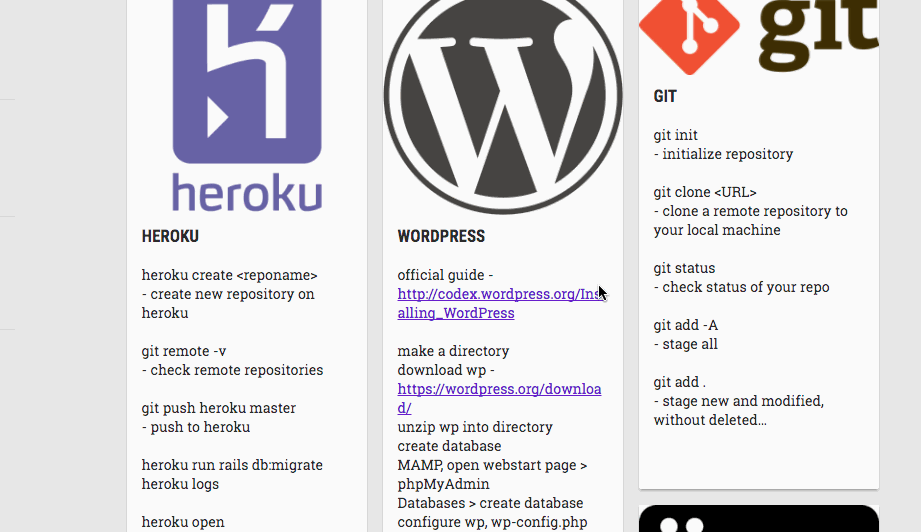 heroku
HEROKU
heroku create <reponame>
- create new repository on
heroku
git remote -v
- check remote repositories
git push heroku master
- push to heroku
heroku run rails db:migrate
heroku logs
heroku open
WORDPRESS
official guide -
http://codex.wordpress.org/Inst
alling_WordPress
make a directory
download wp -
https://wordpress.org/downloa
d/
unzip wp into directory
create database
MAMP, open webstart page >
phpMyAdmin
Databases > create database
configure wp, wp-config.php
git
GIT
git init
- initialize repository
git clone <URL>
- clone a remote repository to
your local machine
git status
- check status of your repo
git add -A
- stage all
git add .
- stage new and modified,
without deleted...